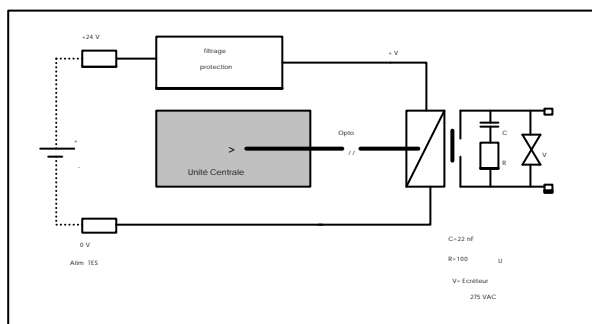 +24 V
filtrage
protection
+ V
+
-
>
Unité Centrale
Opto
//
C
R
V
0 V
Alim TES
C=22 nF
R=100 U
V= Ecrêteur
275 VAC